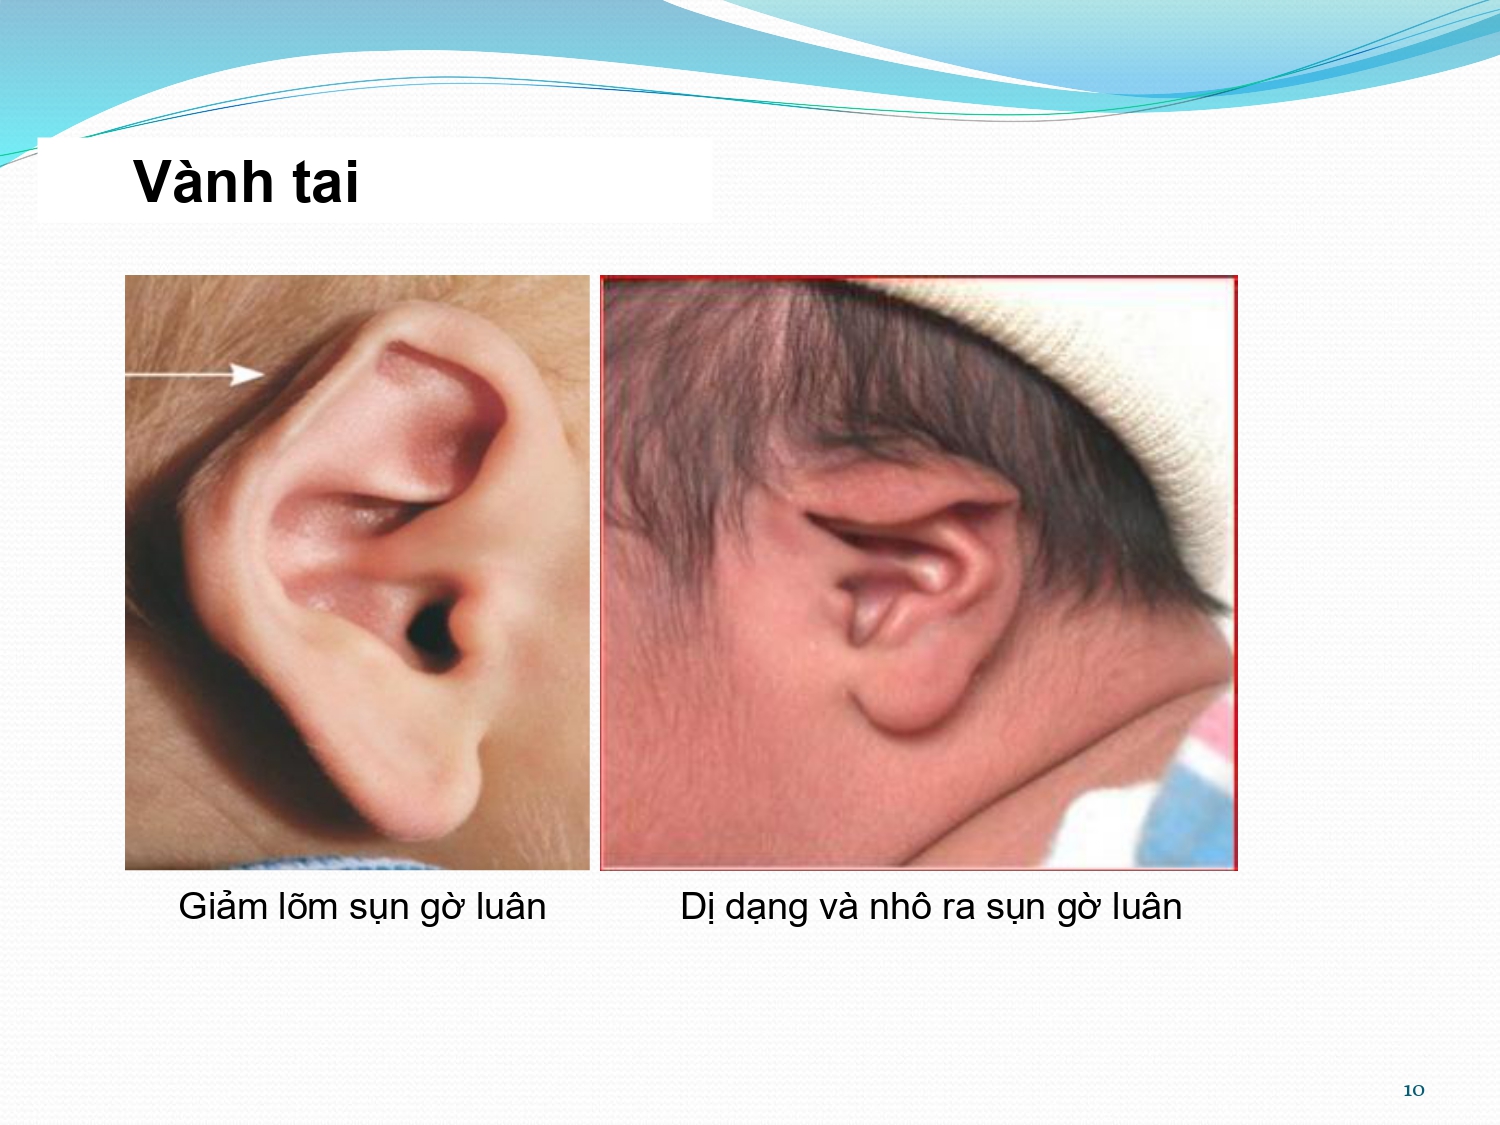 Vành tai
Giảm lõm sụn gờ luân
Dị dạng và nhô ra sụn gờ luân
10